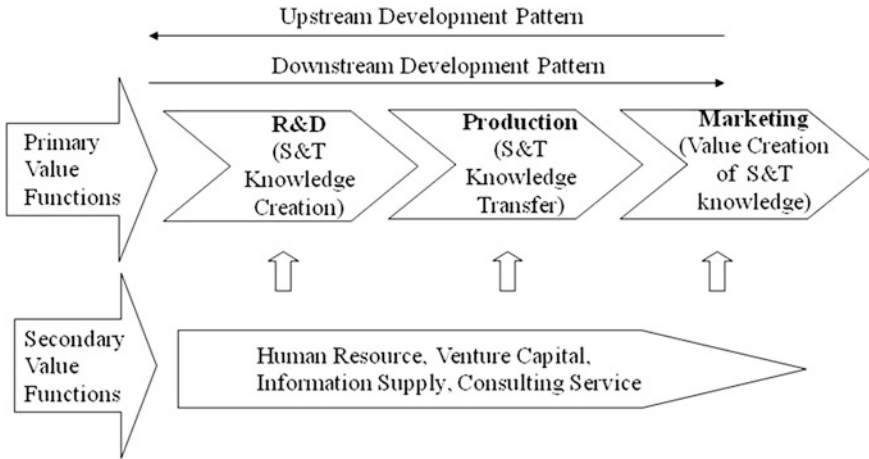 Upstream Development Pattern
Downstream Development Pattern
Primary
Value
Functions
R&D
(S&T
Knowledge
Creation)
Production
(S&T
Knowledge
Transfer)
Marketing
(Value Creation
of S&T
knowledge)
Secondary
Value
Functions
Human Resource, Venture Capital,
Information Supply, Consulting Service